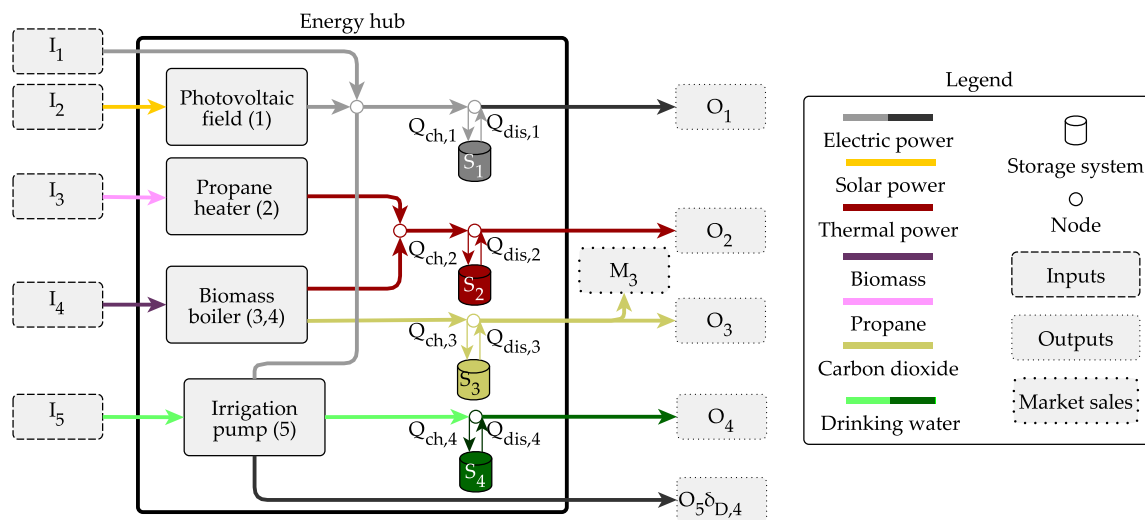 Energy hub
I1
I2
Photovoltaic
field (1)
Qch,1
Qdis,1
S1
O1
I3
Propane
heater (2)
Qch,2
Qdis,2
S2
O2
M3
I4
Biomass
boiler (3,4)
Qch,3
Qdis,3
S3
O3
I5
Irrigation
pump (5)
Qch,4
Qdis,4
S4
O4
O5δD,4
Legend
Electric power
Solar power
Thermal power
Biomass
Propane
Carbon dioxide
Drinking water
Storage system
Node
Inputs
Outputs
Market sales